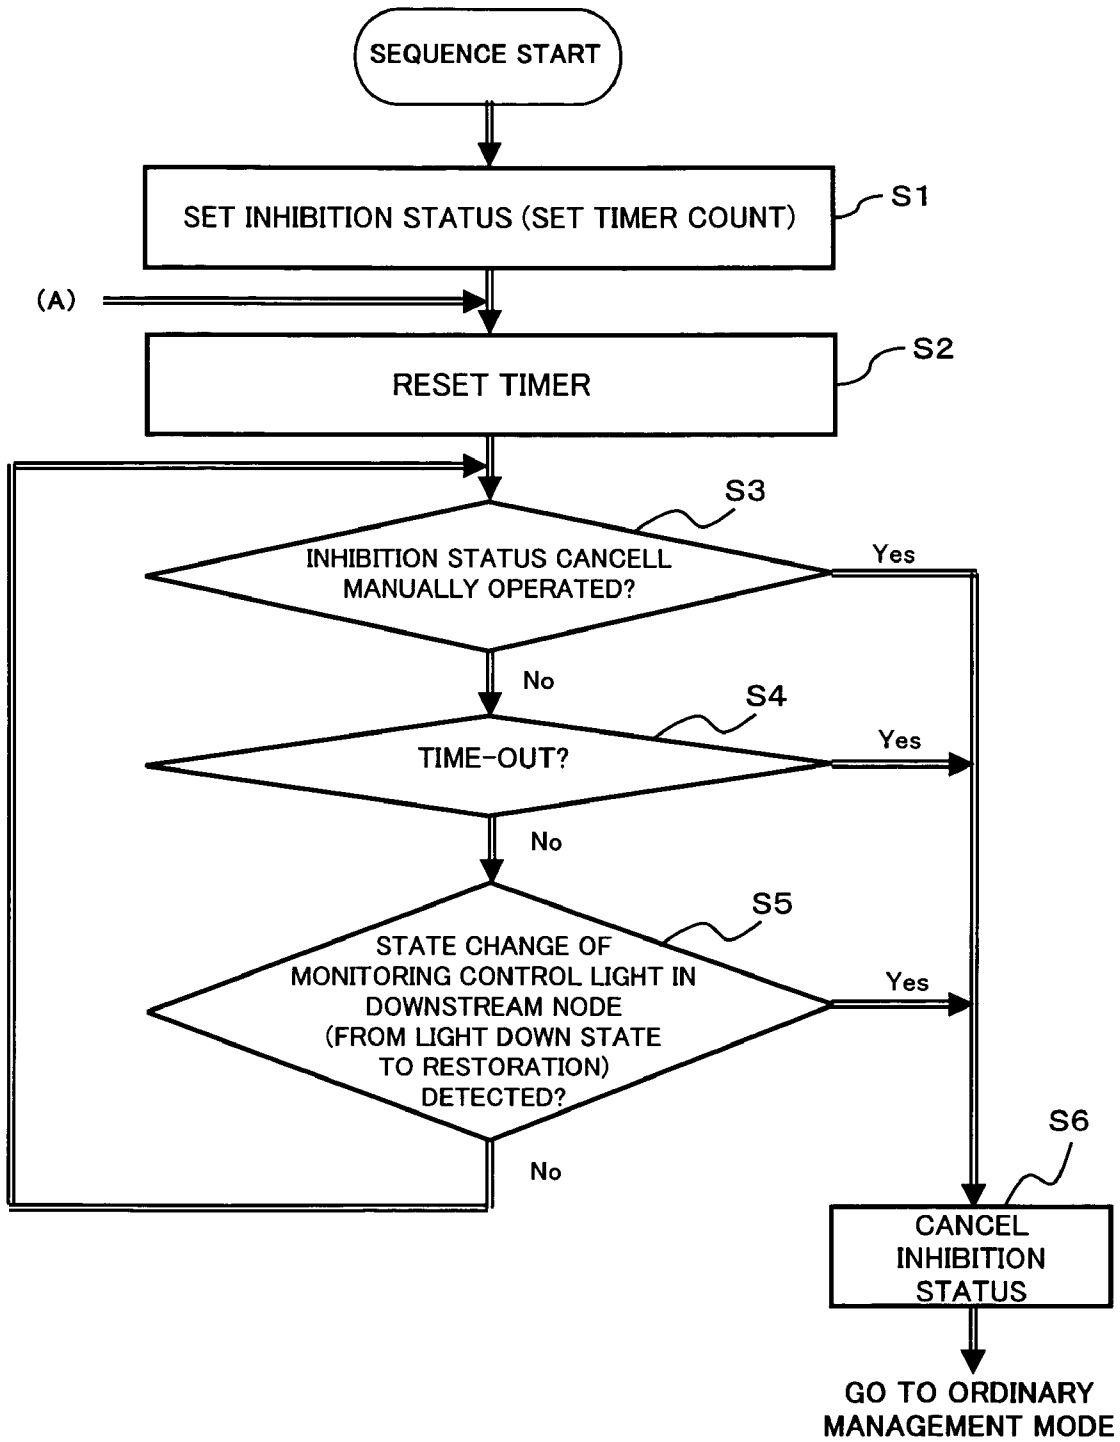 SEQUENCE START
SET INHIBITION STATUS (SET TIMER COUNT)
S1
(A)
RESET TIMER
S2
S3
INHIBITION STATUS CANCELL
MANUALLY OPERATED?
Yes
No
S4
TIME-OUT?
Yes
No
S5
STATE CHANGE OF
MONITORING CONTROL LIGHT IN
DOWNSTREAM NODE
(FROM LIGHT DOWN STATE
TO RESTORATION)
DETECTED?
Yes
No
S6
CANCEL
INHIBITION
STATUS
GO TO ORDINARY
MANAGEMENT MODE